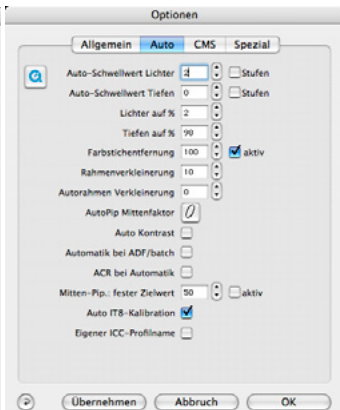 Optionen
Allgemein Auto CMS Spezial
Auto-Schwellwert Lichter 2 Stufen
Auto-Schwellwert Tiefen 0 Stufen
Lichter auf % 2
Tiefen auf % 98
Farbstichentfernung 100 aktiv
Rahmenverkleinerung 10
Autorahmen Verkleinerung 0
AutoPip Mittenfaktor 0
Auto Kontrast
Automatik bei ADF/batch
ACR bei Automatik
Mitten-Pip.: fester Zielwert 50 aktiv
Auto IT8-Kalibration
Eigener ICC-Profilname
Übernehmen Abbruch OK